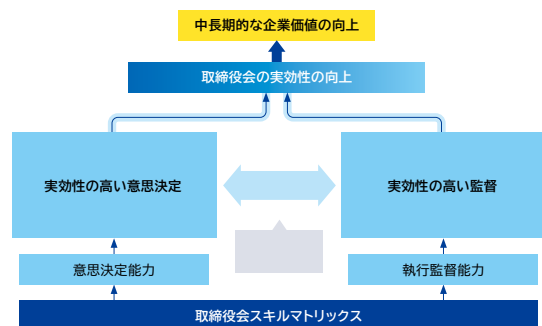 中長期的な企業価値の向上
取締役会の実効性の向上
実効性の高い意思決定
実効性の高い監督
意思決定能力
執行監督能力
取締役会スキルマトリックス